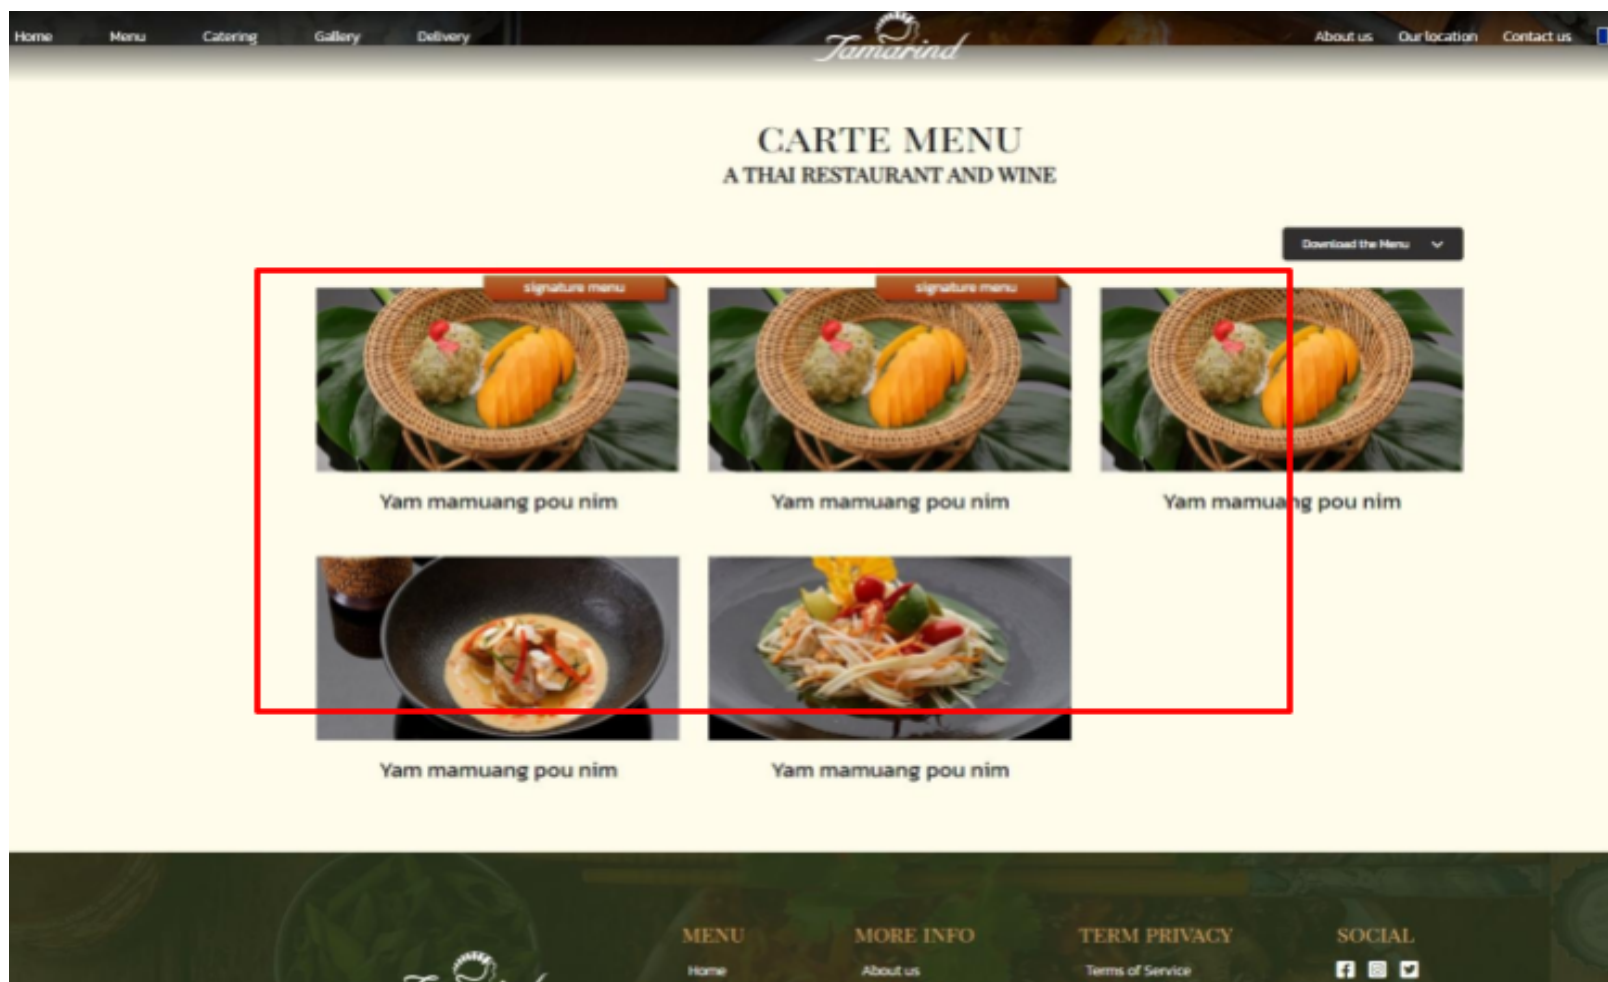 Home Menu Catering Gallery Delivery Tamarind About us Our location Contact us
CARTE MENU
A THAI RESTAURANT AND WINE
Download the Menu
signature menu signature menu
Yam mamuang pou nim Yam mamuang pou nim Yam mamuang pou nim
Yam mamuang pou nim Yam mamuang pou nim
MENU MORE INFO TERM PRIVACY SOCIAL
Home About us Terms of Service